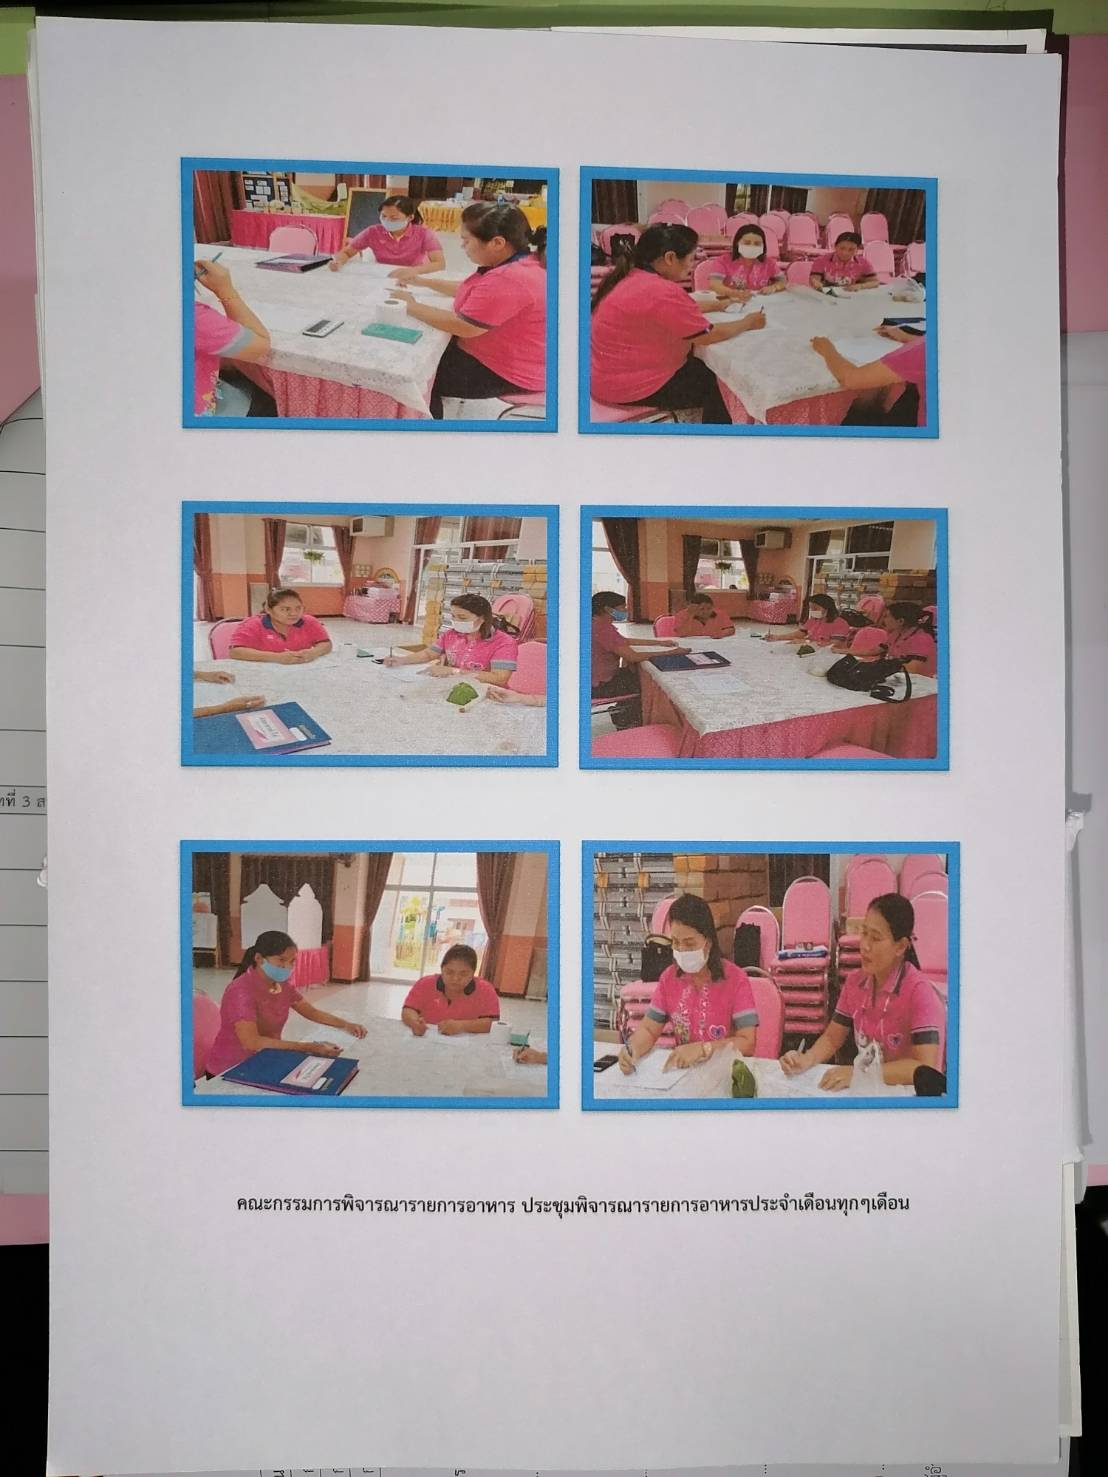 คณะกรรมการพิจารณารายการอาหาร ประชุมพิจารณารายการอาหารประจำเดือนทุกๆเดือน
ที่ 3 ส